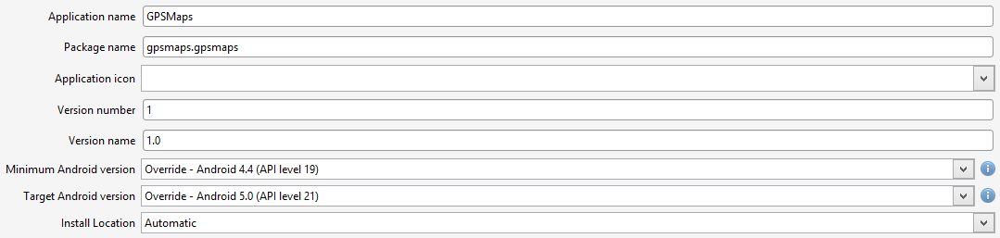 Application name GPSMaps
Package name gpsmaps.gpsmaps
Application icon
Version number 1
Version name 1.0
Minimum Android version Override - Android 4.4 (API level 19)
Target Android version Override - Android 5.0 (API level 21)
Install Location Automatic